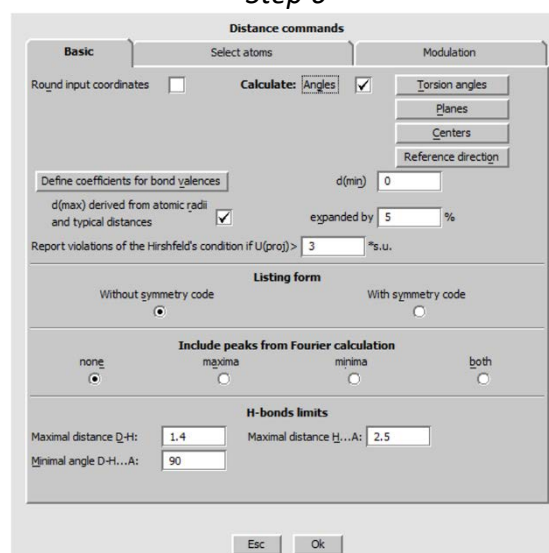 Distance commands
Basic Select atoms Modulation
Round input coordinates Calculate: Angles Torsion angles
Planes
Centers
Reference direction
Define coefficients for bond valences d(min) 0
d(max) derived from atomic radii
and typical distances expanded by 5 %
Report violations of the Hirshfeld's condition if U(proj)> 3 *s.u.
Listing form
Without symmetry code With symmetry code
Include peaks from Fourier calculation
none maxima minima both
H-bonds limits
Maximal distance D-H: 1.4 Maximal distance H...A: 2.5
Minimal angle D-H...A: 90
Esc Ok